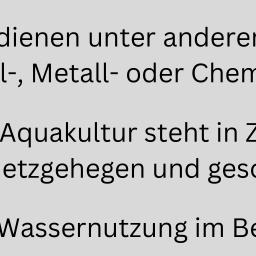 dienen unter anderen
l-, Metall- oder Chem
Aquakultur steht in Z
etzgehegen und gesc
Wassernutzung im Be